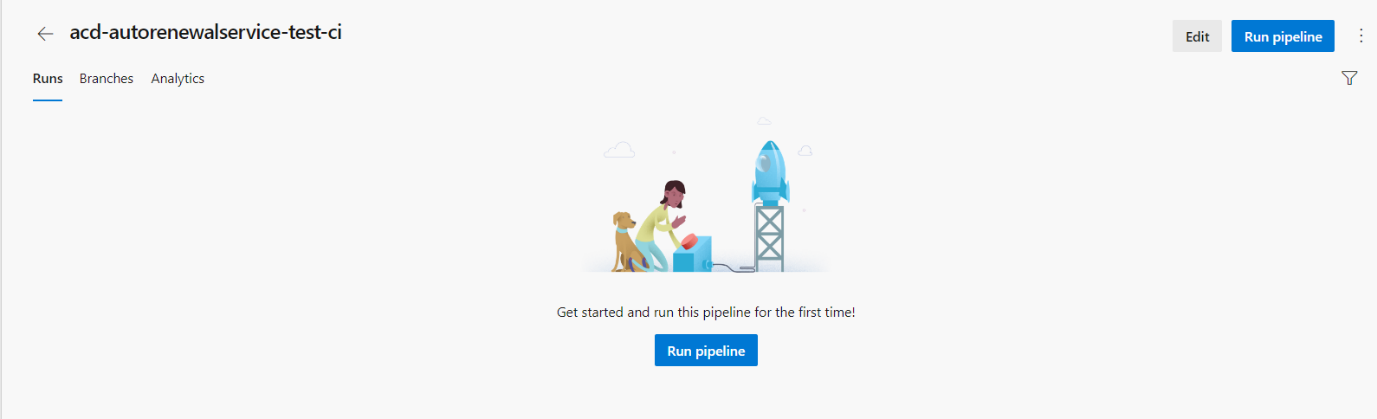 acd-autorenewalservice-test-ci
Edit
Run pipeline
Runs
Branches
Analytics
Get started and run this pipeline for the first time!
Run pipeline